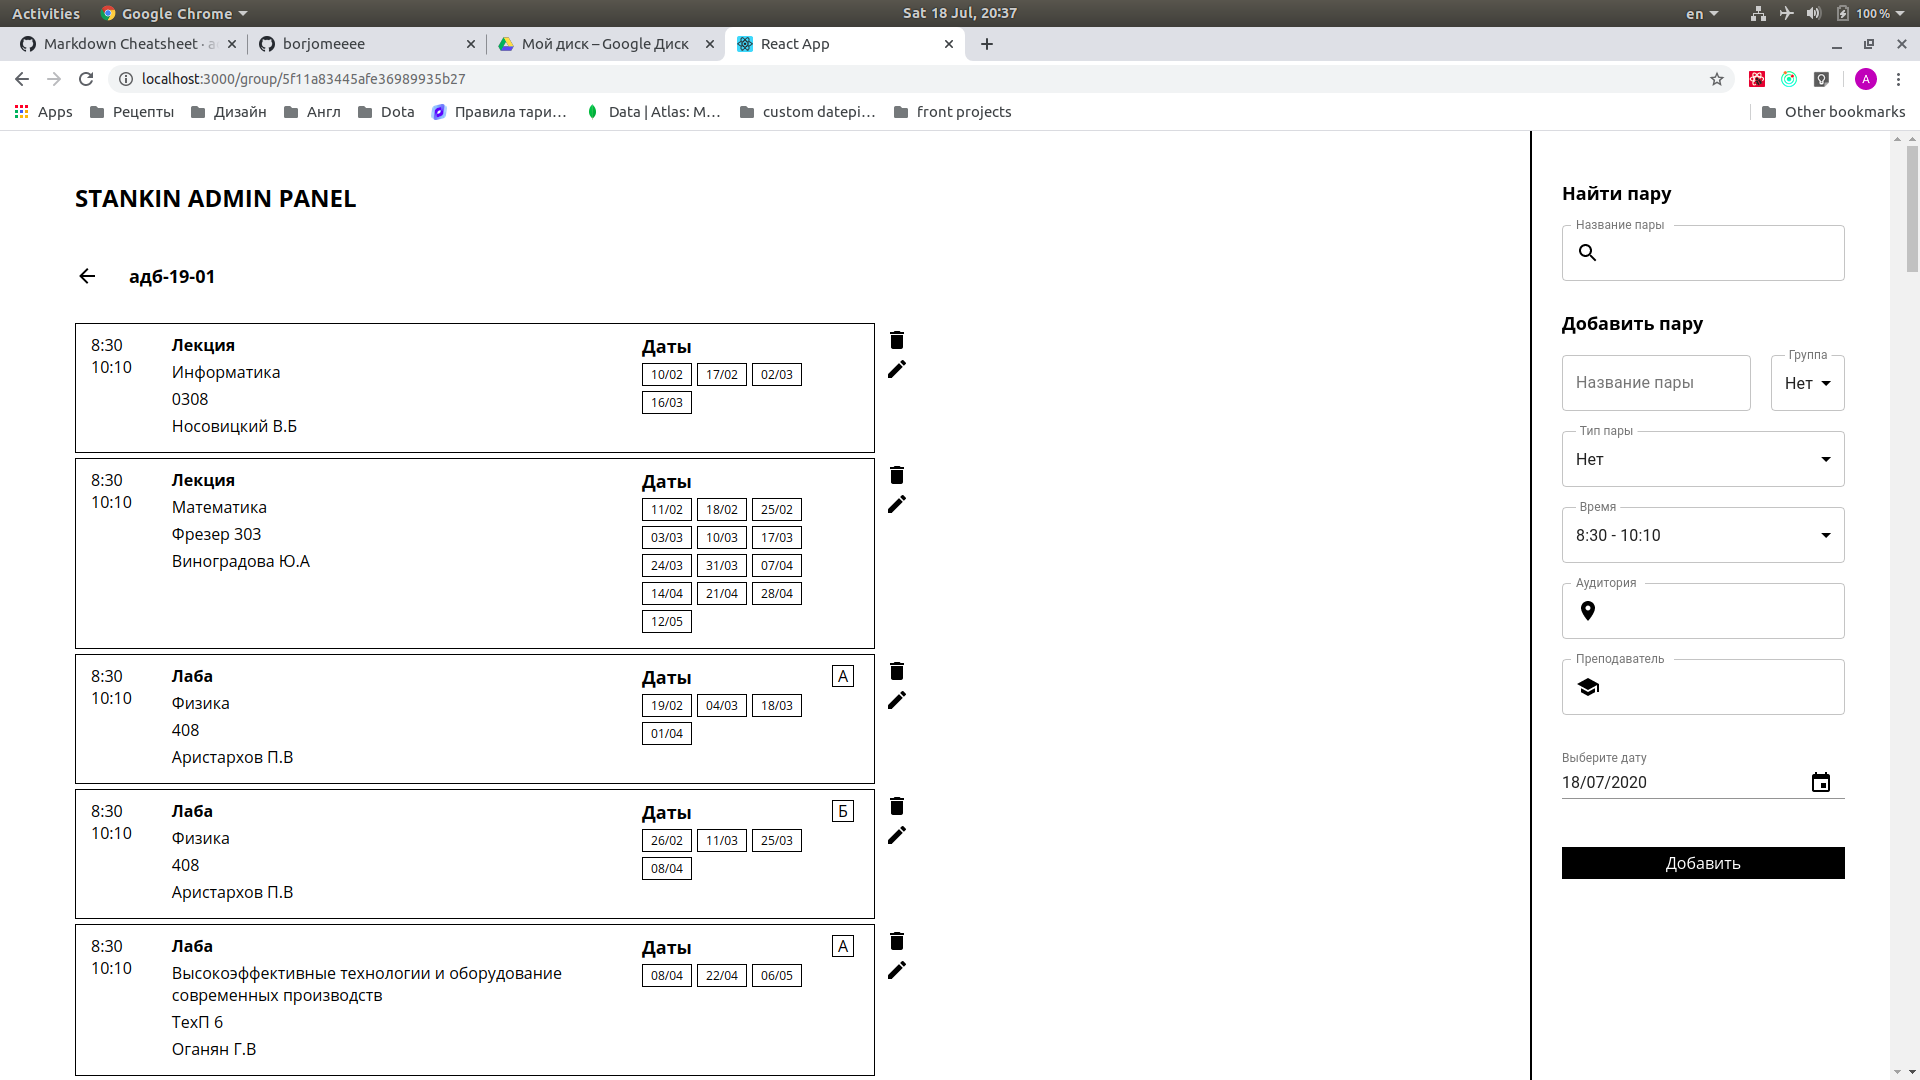 Activities Google Chrome Sat 18 Jul, 20:37 en 100 %
Markdown Cheatsheet · a borjomeeee Мой диск – Google Диск React App
localhost:3000/group/5f11a83445afe36989935b27 A
Apps Рецепты Дизайн Англ Dota Правила тари… Data | Atlas: M… custom datepi… front projects Other bookmarks
STANKIN ADMIN PANEL
адб-19-01
8:30
10:10
Лекция
Информатика
0308
Носовицкий В.Б
Даты
10/02 17/02 02/03
16/03
8:30
10:10
Лекция
Математика
Фрезер 303
Виноградова Ю.А
Даты
11/02 18/02 25/02
03/03 10/03 17/03
24/03 31/03 07/04
14/04 21/04 28/04
12/05
8:30
10:10
Лаба
Физика
408
Аристархов П.В
Даты
19/02 04/03 18/03
01/04
А
8:30
10:10
Лаба
Физика
408
Аристархов П.В
Даты
26/02 11/03 25/03
08/04
Б
8:30
10:10
Лаба
Высокоэффективные технологии и оборудование
современных производств
ТехП 6
Оганян Г.В
Даты
08/04 22/04 06/05
А
Найти пару
Название пары
Добавить пару
Название пары
Группа
Нет
Тип пары
Нет
Время
8:30 - 10:10
Аудитория
Преподаватель
Выберите дату
18/07/2020
Добавить